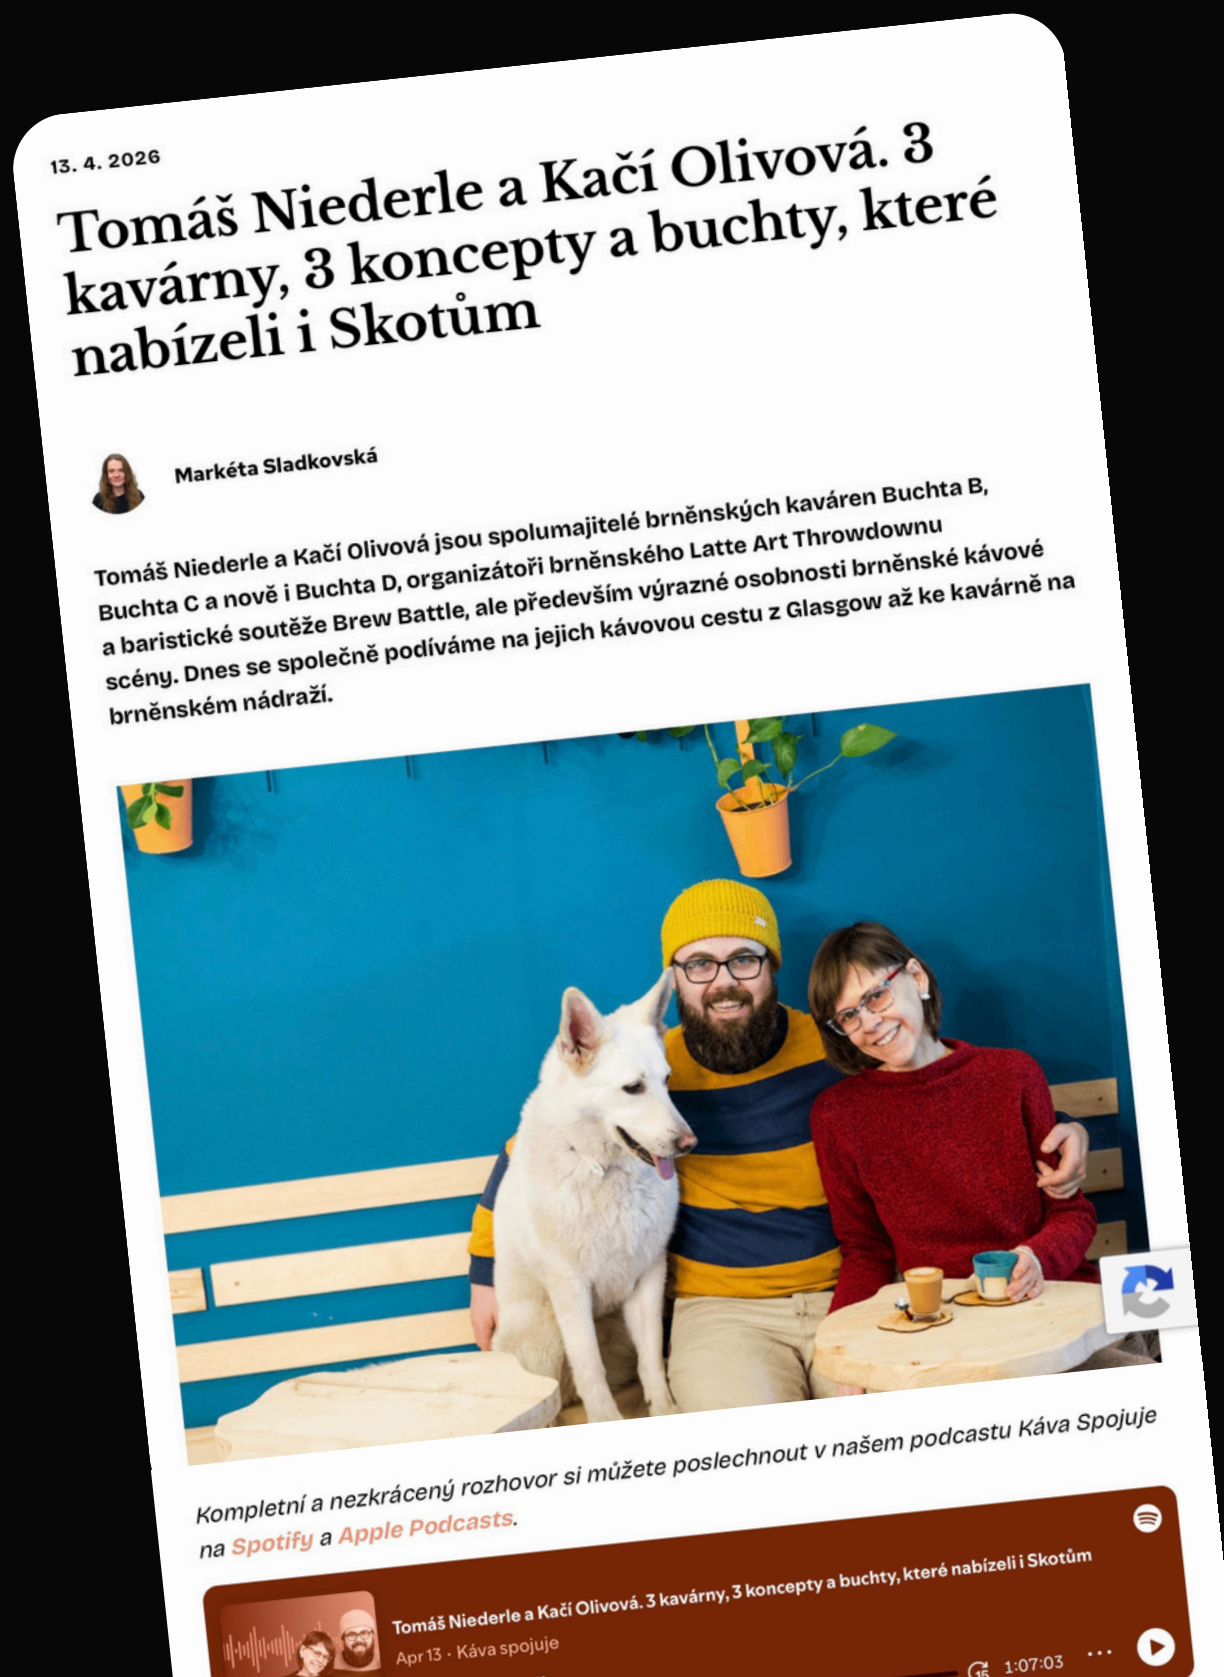 13. 4. 2026
Tomáš Niederle a Kačí Olivová. 3
kavárny, 3 koncepty a buchty, které
nabízeli i Skotům
Markéta Sladkovská
Tomáš Niederle a Kačí Olivová jsou spolumajitelé brněnských kaváren Buchta B,
Buchta C a nově i Buchta D, organizátoři brněnského Latte Art Throwdownu
a baristické soutěže Brew Battle, ale především výrazné osobnosti brněnské kávové
scény. Dnes se společně podíváme na jejich kávovou cestu z Glasgow až ke kavárně na
brněnském nádraží.
Kompletní a nezkrácený rozhovor si můžete poslechnout v našem podcastu Káva Spojuje
na Spotify a Apple Podcasts.
Tomáš Niederle a Kačí Olivová. 3 kavárny, 3 koncepty a buchty, které nabízeli i Skotům
Apr 13 · Káva spojuje
15 1:07:03 ···